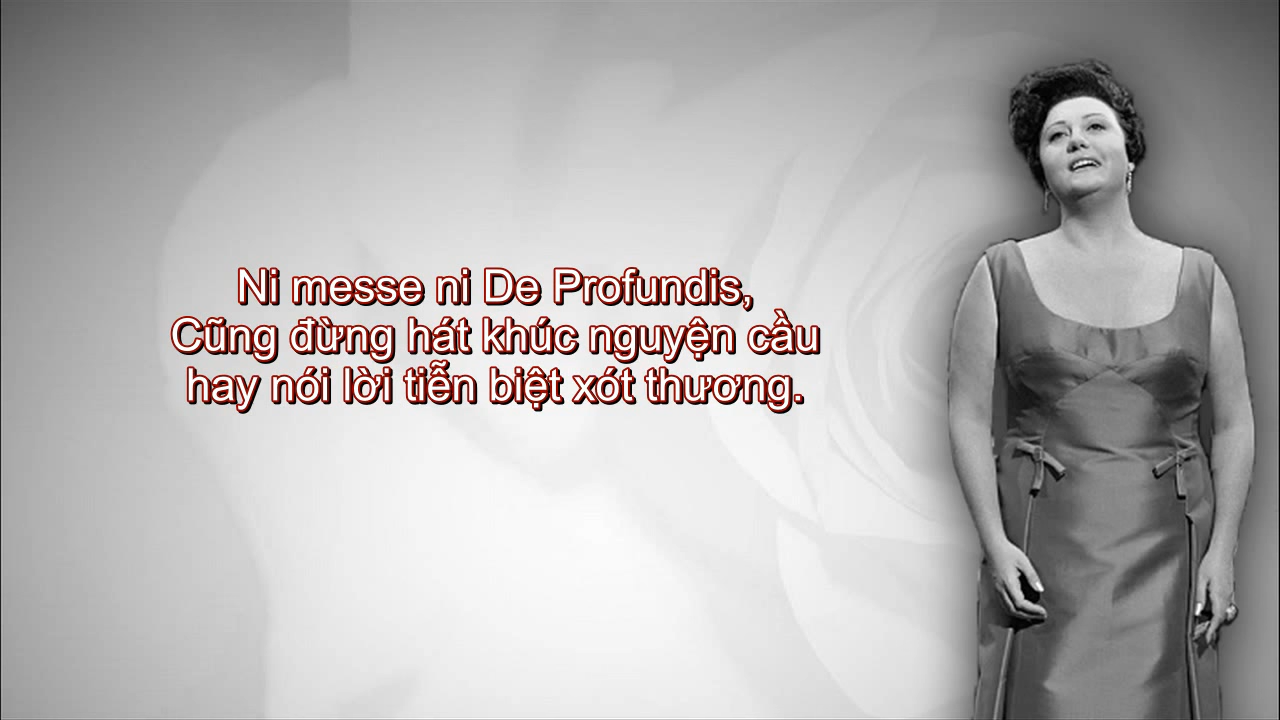 Ni messe ni De Profundis,
Cũng đừng hát khúc nguyện cầu
hay nói lời tiễn biệt xót thương.